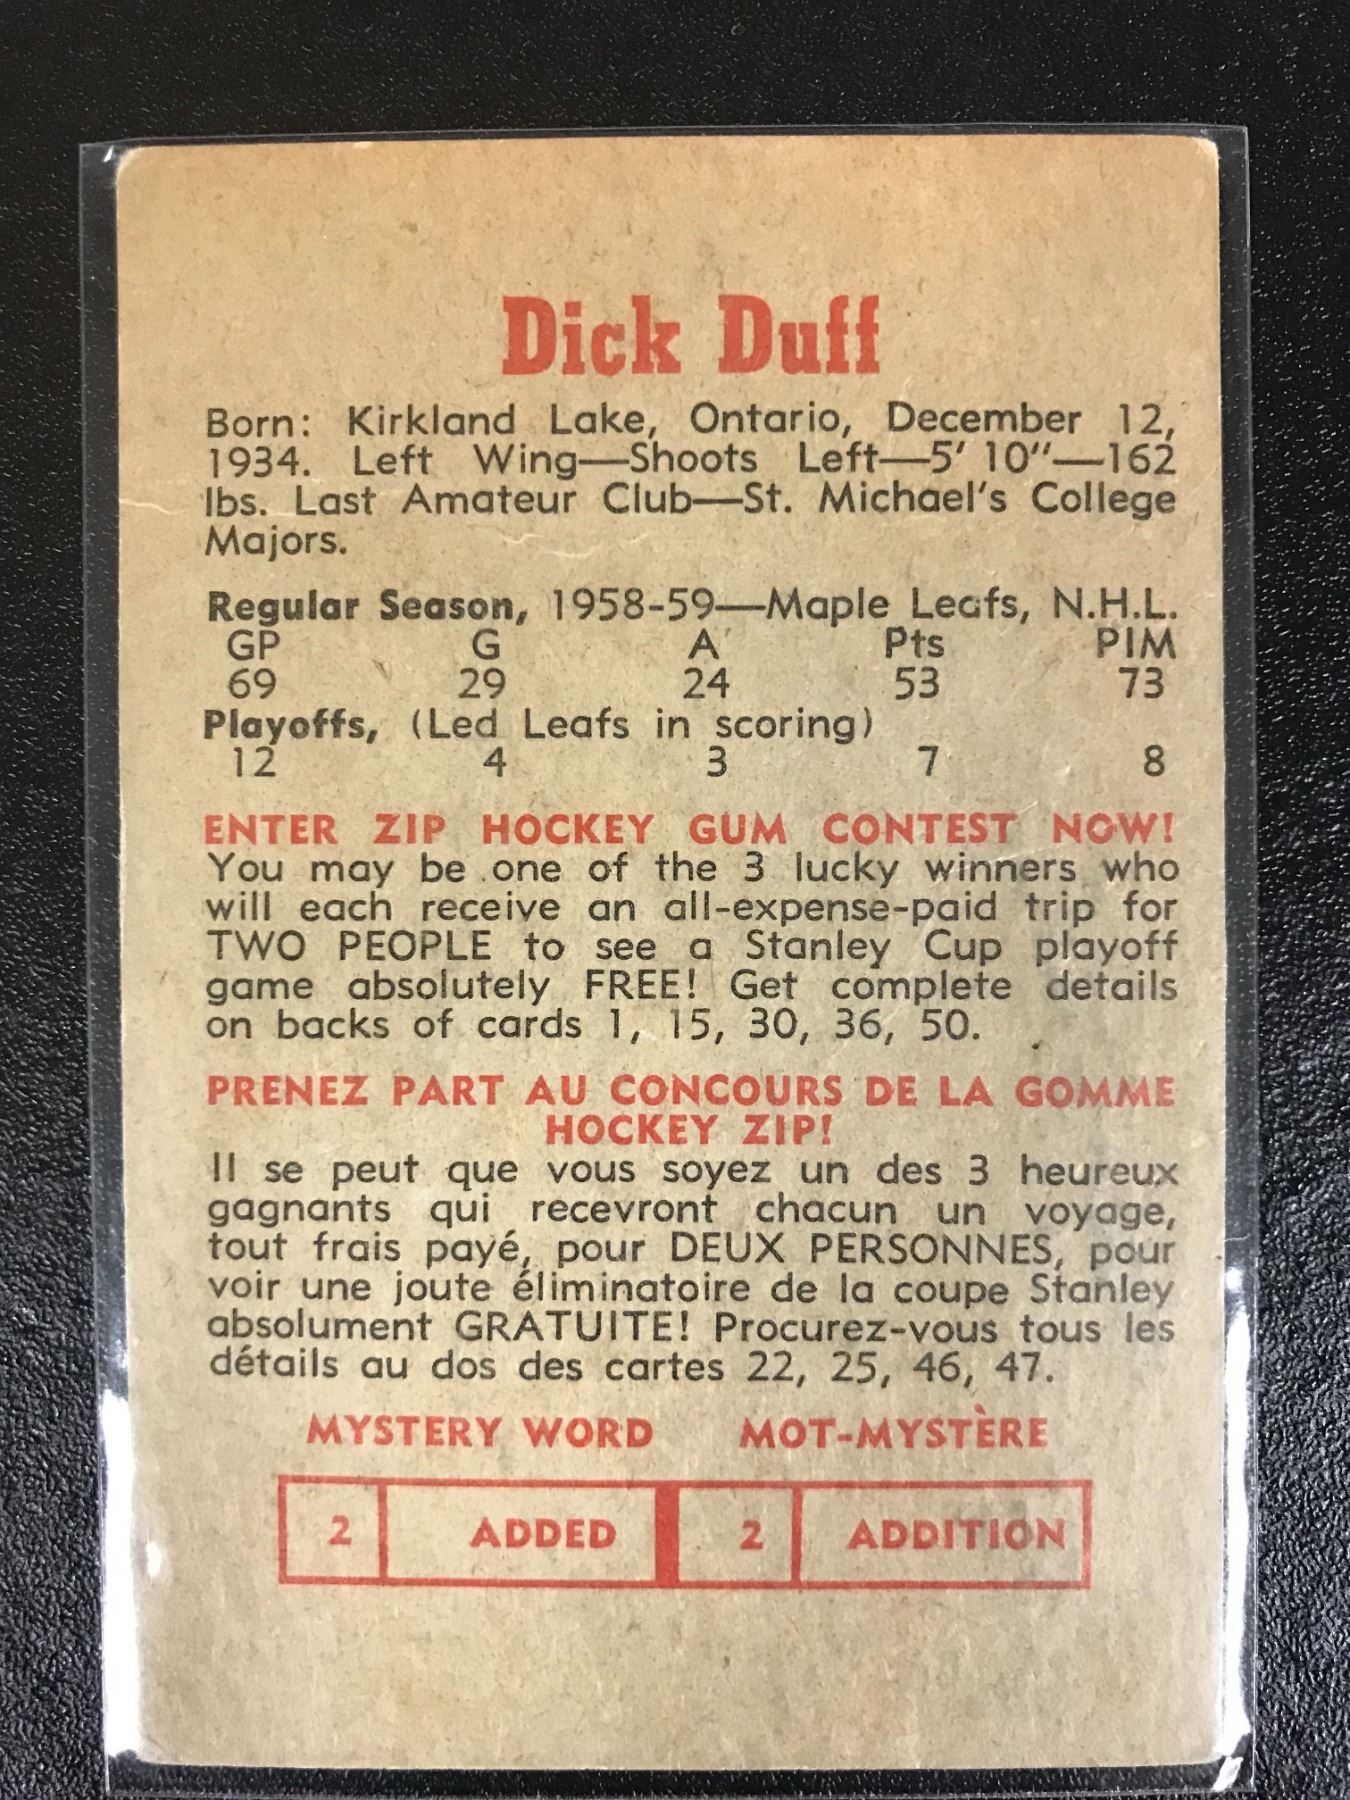 Dick Duff
Born: Kirkland Lake, Ontario, December 12,
1934. Left Wing—Shoots Left—5' 10"—162
lbs. Last Amateur Club—St. Michael's College
Majors.
Regular Season, 1958-59—Maple Leafs, N.H.L.
GP G A Pts PIM
69 29 24 53 73
Playoffs, (Led Leafs in scoring)
12 4 3 7 8
ENTER ZIP HOCKEY GUM CONTEST NOW!
You may be one of the 3 lucky winners who
will each receive an all-expense-paid trip for
TWO PEOPLE to see a Stanley Cup playoff
game absolutely FREE! Get complete details
on backs of cards 1, 15, 30, 36, 50.
PRENEZ PART AU CONCOURS DE LA GOMME
HOCKEY ZIP!
Il se peut que vous soyez un des 3 heureux
gagnants qui recevront chacun un voyage,
tout frais payé, pour DEUX PERSONNES, pour
voir une joute éliminatoire de la coupe Stanley
absolument GRATUITE! Procurez-vous tous les
détails au dos des cartes 22, 25, 46, 47.
MYSTERY WORD MOT-MYSTÈRE
2 ADDED 2 ADDITION